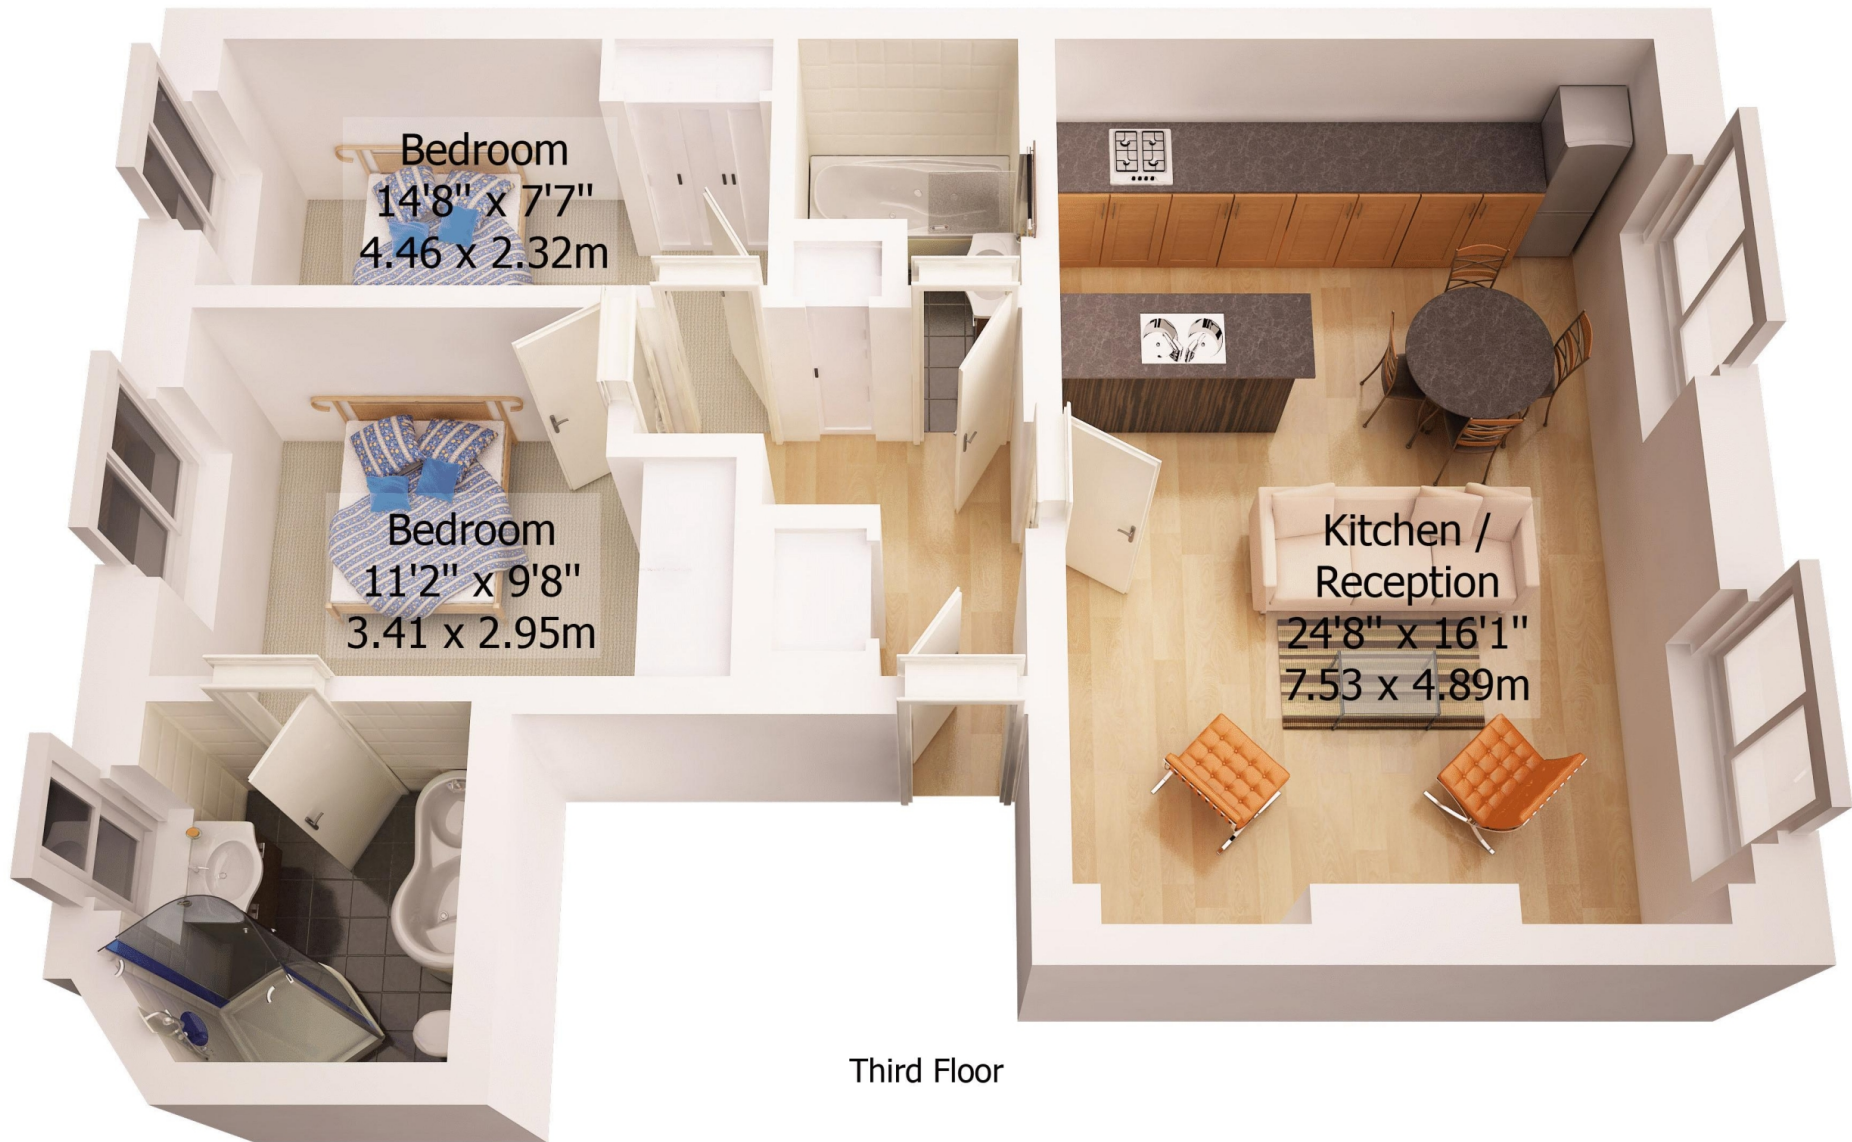 Bedroom
14'8" x 7'7"
4.46 x 2.32m
Bedroom
11'2" x 9'8"
3.41 x 2.95m
Kitchen /
Reception
24'8" x 16'1"
7.53 x 4.89m
Third Floor